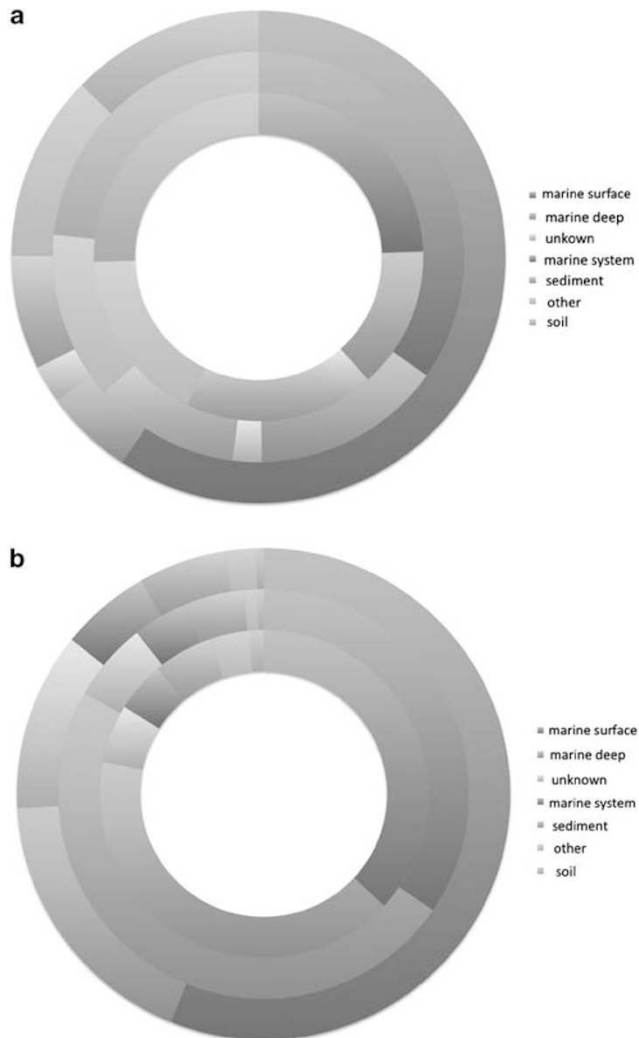 a
marine surface
marine deep
unkown
marine system
sediment
other
soil
b
marine surface
marine deep
unknown
marine system
sediment
other
soil